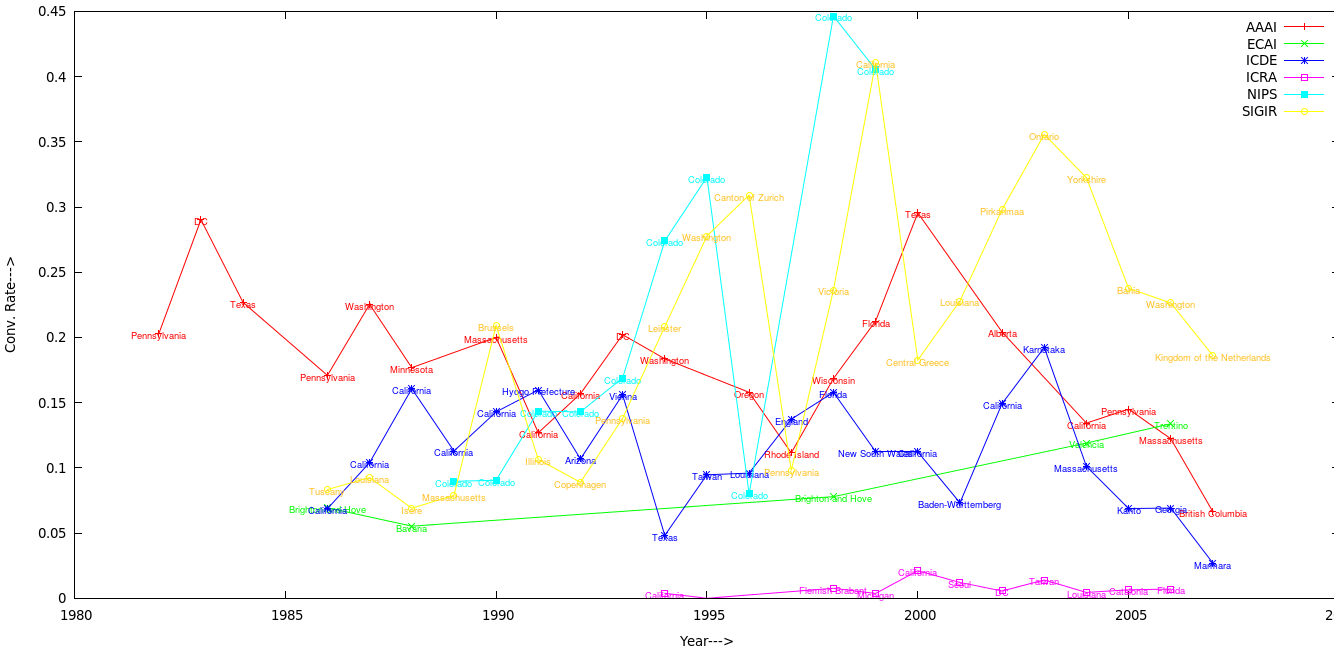 0.45
0.4
0.35
0.3
0.25
0.2
0.15
0.1
0.05
0
1980
1985
1990
1995
2000
2005
Conv. Rate--->
Year--->
AAAI
ECAI
ICDE
ICRA
NIPS
SIGIR
Pennsylvania
DC
Texas
Pennsylvania
Washington
Minnesota
Massachusetts
California
California
DC
Washington
Oregon
Rhode Island
Wisconsin
Florida
Texas
Alberta
California
Pennsylvania
Massachusetts
British Columbia
Brighton and Hove
Bavaria
Brighton and Hove
Valencia
Trentino
California
California
California
California
California
Hyogo Prefecture
Arizona
Vienna
Texas
Taiwan
Louisiana
England
Florida
New South Wales
California
Baden-Württemberg
California
Karnataka
Massachusetts
Kanto
Georgia
Marmara
California
Flemish Brabant
Michigan
California
Seoul
DC
Taiwan
Louisiana
Catalonia
Florida
Colorado
Colorado
Colorado
Colorado
Colorado
Colorado
Colorado
Colorado
Colorado
Colorado
Tuscany
Louisiana
Isere
Massachusetts
Brussels
Illinois
Copenhagen
Pennsylvania
Leinster
Washington
Canton of Zurich
Pennsylvania
Victoria
California
Central Greece
Louisiana
Pirkanmaa
Ontario
Yorkshire
Bahia
Washington
Kingdom of the Netherlands